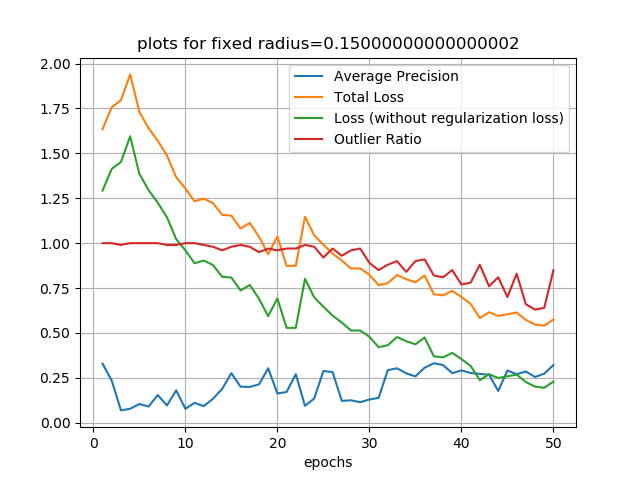 plots for fixed radius=0.15000000000000002
2.00
1.75
1.50
1.25
1.00
0.75
0.50
0.25
0.00
Average Precision
Total Loss
Loss (without regularization loss)
Outlier Ratio
0 10 20 30 40 50
epochs